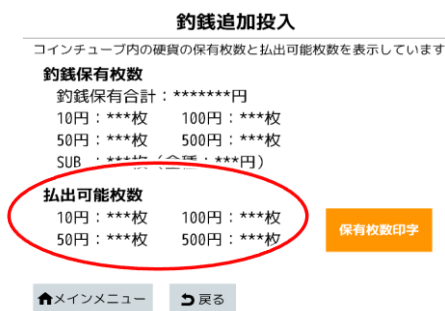 釣銭追加投入
コインチューブ内の硬貨の保有枚数と払出可能枚数を表示しています
釣銭保有枚数
釣銭保有合計：*******円
10円：***枚 100円：***枚
50円：***枚 500円：***枚
SUB ：***枚（金種：***円）
払出可能枚数
10円：***枚 100円：***枚
50円：***枚 500円：***枚
保有枚数印字
メインメニュー 戻る